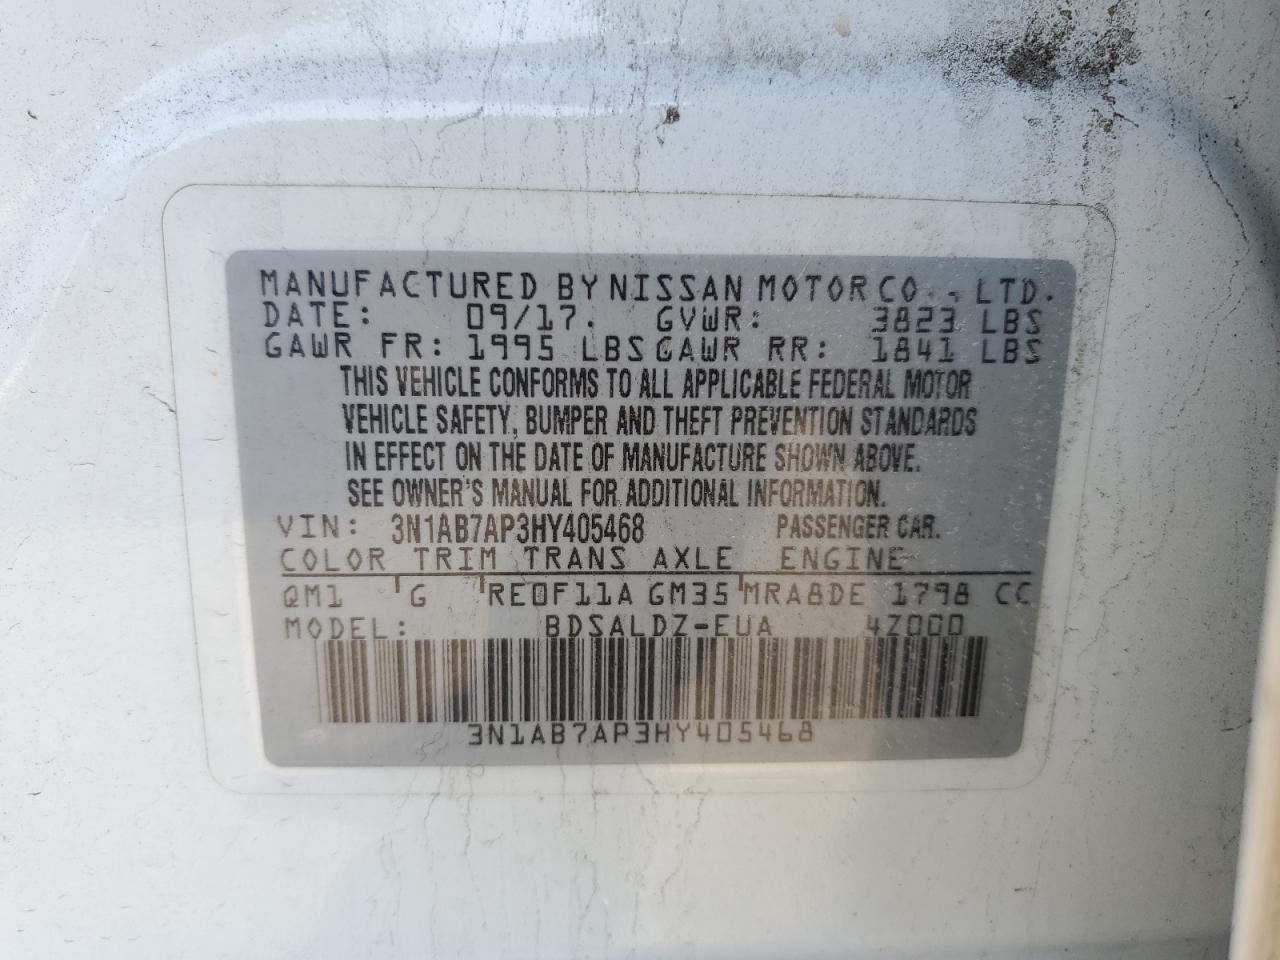 MANUFACTURED BY NISSAN MOTOR CO., LTD.
DATE: 09/17. GVWR: 3823 LBS
GAWR FR: 1995 LBS GAWR RR: 1841 LBS
THIS VEHICLE CONFORMS TO ALL APPLICABLE FEDERAL MOTOR
VEHICLE SAFETY, BUMPER AND THEFT PREVENTION STANDARDS
IN EFFECT ON THE DATE OF MANUFACTURE SHOWN ABOVE.
SEE OWNER'S MANUAL FOR ADDITIONAL INFORMATION.
VIN: 3N1AB7AP3HY405468 PASSENGER CAR.
COLOR TRIM TRANS AXLE ENGINE
QM1 G RE0F11A GM35 MRA8DE 1798 CC
MODEL: BDSALDZ-EUA 4Z000
3N1AB7AP3HY405468